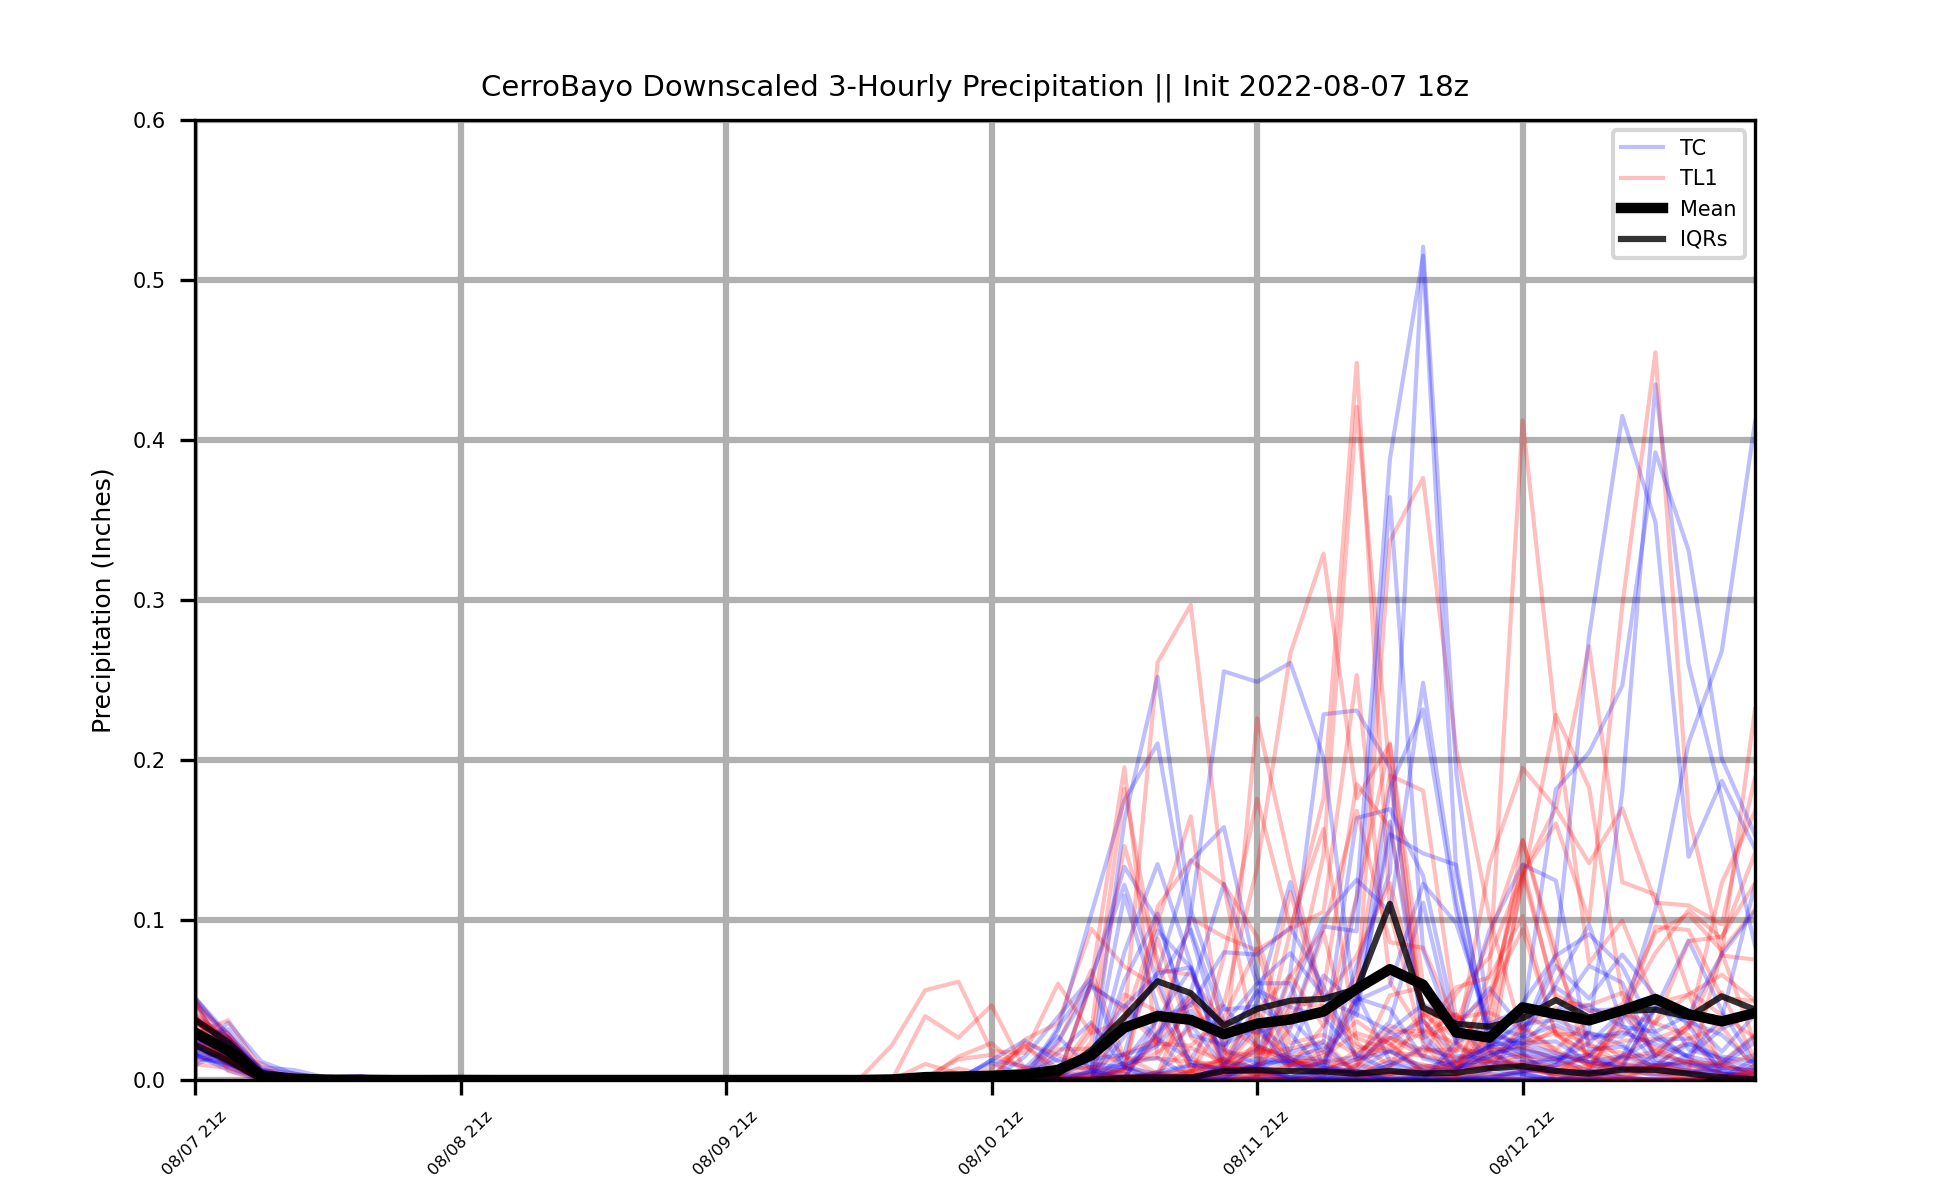 CerroBayo Downscaled 3-Hourly Precipitation || Init 2022-08-07 18z
0.6
0.5
0.4
0.3
0.2
0.1
0.0
Precipitation (Inches)
TC
TL1
Mean
IQRs
08/07 21z
08/08 21z
08/09 21z
08/10 21z
08/11 21z
08/12 21z